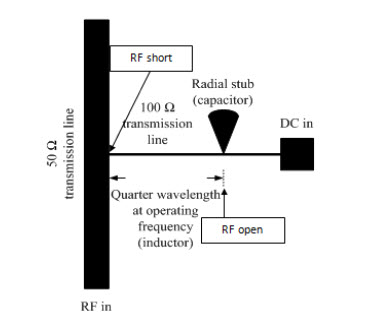 RF short
Radial stub
(capacitor)
100 Ω
transmission
line
DC in
50 Ω
transmission line
Quarter wavelength
at operating
frequency
(inductor)
RF open
RF in